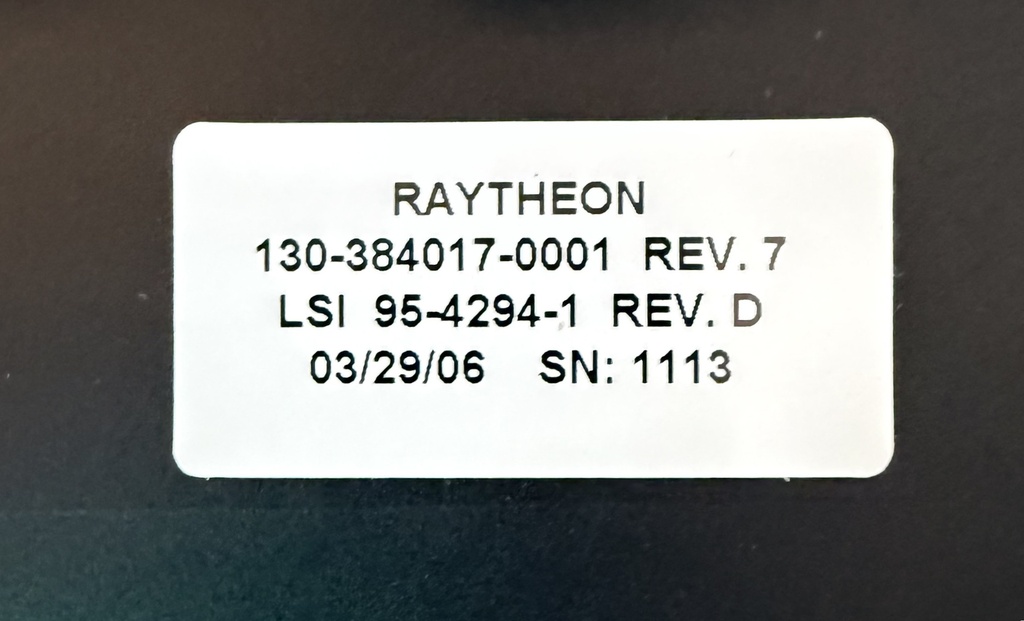 RAYTHEON
130-384017-0001 REV. 7
LSI 95-4294-1 REV. D
03/29/06 SN: 1113